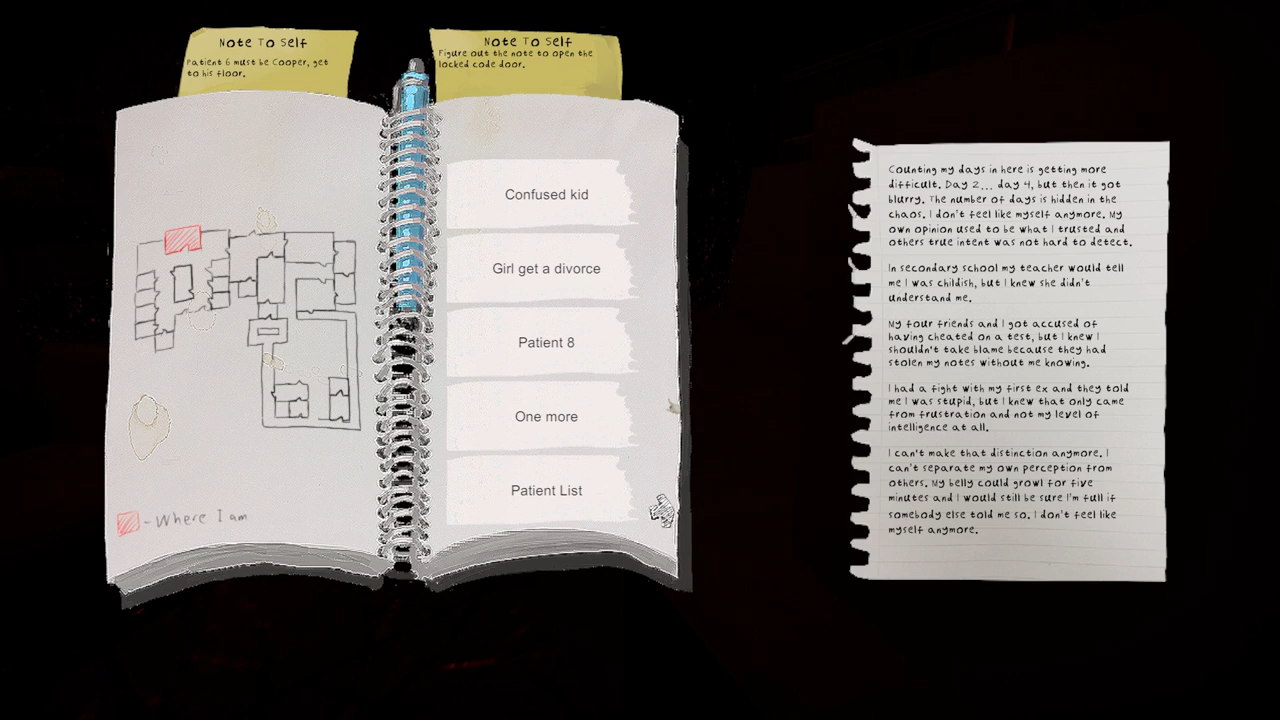 Note To Self
Patient 6 must be Cooper, get
to his floor.
Note To Self
Figure out the note to open the
locked code door.
Confused kid
Girl get a divorce
Patient 8
One more
Patient List
- Where I am
Counting my days in here is getting more
difficult. Day 2... day 4, but then it got
blurry. The number of days is hidden in the
chaos. I don't feel like myself anymore. My
own opinion used to be what I trusted and
others true intent was not hard to detect.
In secondary school my teacher would tell
me I was childish, but I knew she didn't
understand me.
My four friends and I got accused of
having cheated on a test, but I knew I
shouldn't take blame because they had
stolen my notes without me knowing.
I had a fight with my first ex and they told
me I was stupid, but I knew that only came
from frustration and not my level of
intelligence at all.
I can't make that distinction anymore. I
can't separate my own perception from
others. My belly could growl for five
minutes and I would still be sure I'm full if
somebody else told me so. I don't feel like
myself anymore.